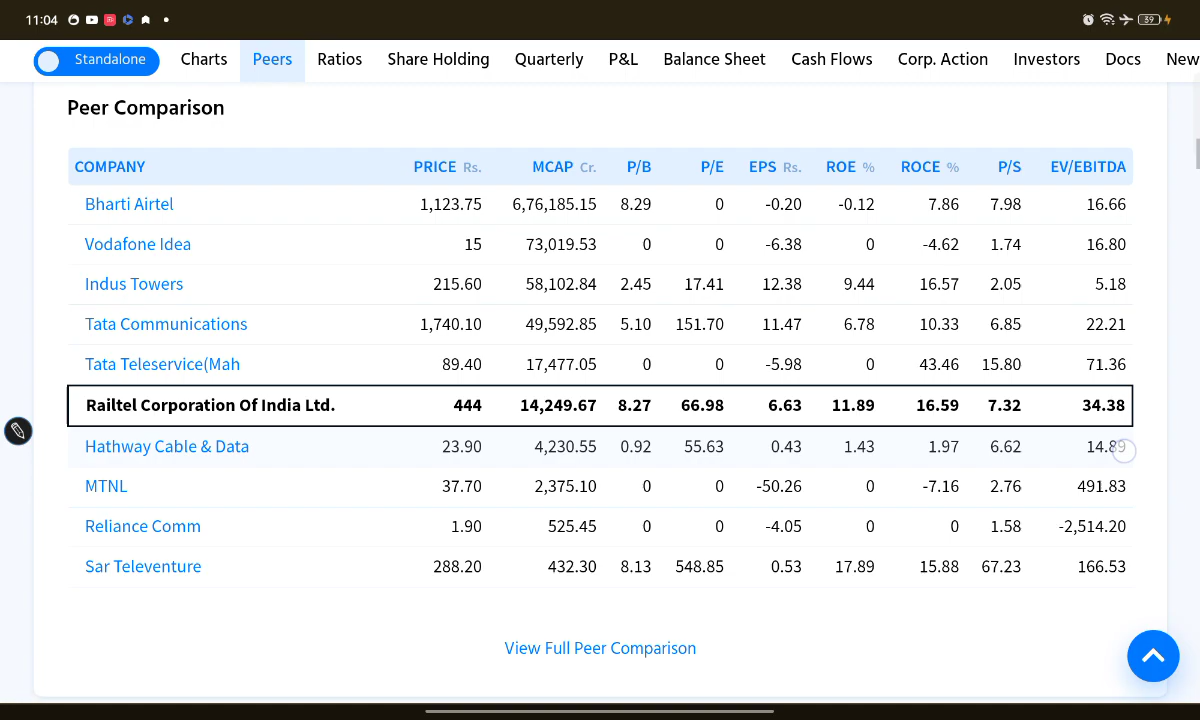 11:04 39
Standalone Charts Peers Ratios Share Holding Quarterly P&L Balance Sheet Cash Flows Corp. Action Investors Docs New
Peer Comparison
COMPANY PRICE Rs. MCAP Cr. P/B P/E EPS Rs. ROE % ROCE % P/S EV/EBITDA
Bharti Airtel 1,123.75 6,76,185.15 8.29 0 -0.20 -0.12 7.86 7.98 16.66
Vodafone Idea 15 73,019.53 0 0 -6.38 0 -4.62 1.74 16.80
Indus Towers 215.60 58,102.84 2.45 17.41 12.38 9.44 16.57 2.05 5.18
Tata Communications 1,740.10 49,592.85 5.10 151.70 11.47 6.78 10.33 6.85 22.21
Tata Teleservice(Mah 89.40 17,477.05 0 0 -5.98 0 43.46 15.80 71.36
Railtel Corporation Of India Ltd. 444 14,249.67 8.27 66.98 6.63 11.89 16.59 7.32 34.38
Hathway Cable & Data 23.90 4,230.55 0.92 55.63 0.43 1.43 1.97 6.62 14.89
MTNL 37.70 2,375.10 0 0 -50.26 0 -7.16 2.76 491.83
Reliance Comm 1.90 525.45 0 0 -4.05 0 0 1.58 -2,514.20
Sar Televenture 288.20 432.30 8.13 548.85 0.53 17.89 15.88 67.23 166.53
View Full Peer Comparison